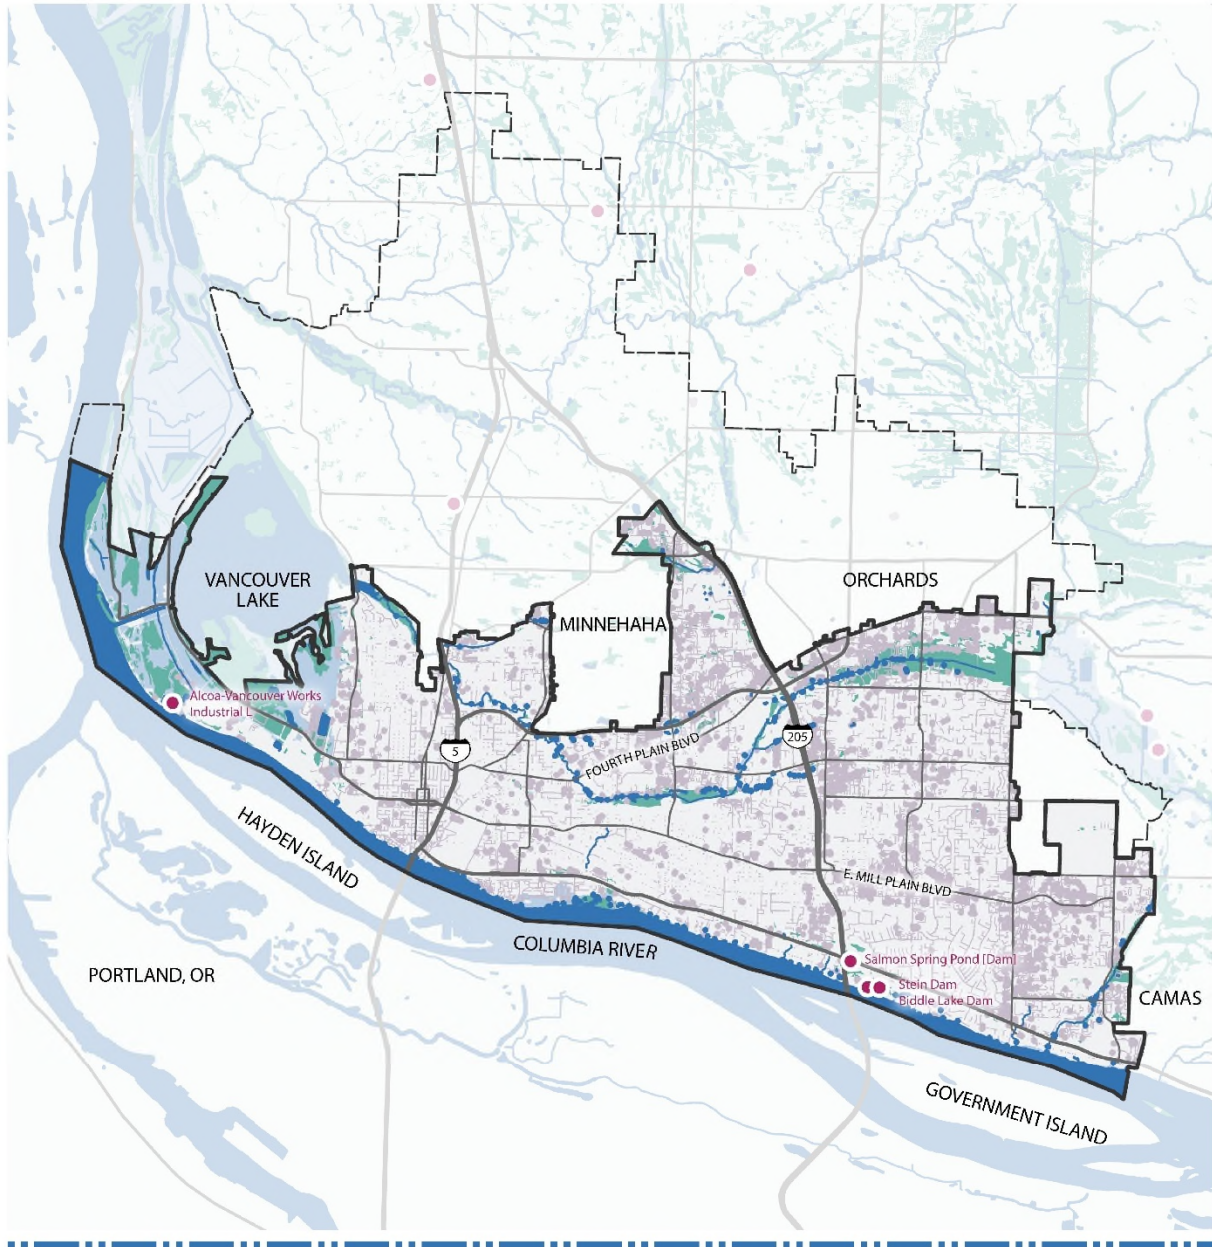 VANCOUVER
LAKE
ORCHARDS
MINNEHAHA
Alcoa-Vancouver Works
Industrial L
5
FOURTH PLAIN BLVD
205
HAYDEN ISLAND
E. MILL PLAIN BLVD
COLUMBIA RIVER
PORTLAND, OR
Salmon Spring Pond [Dam]
Stein Dam
Biddle Lake Dam
CAMAS
GOVERNMENT ISLAND